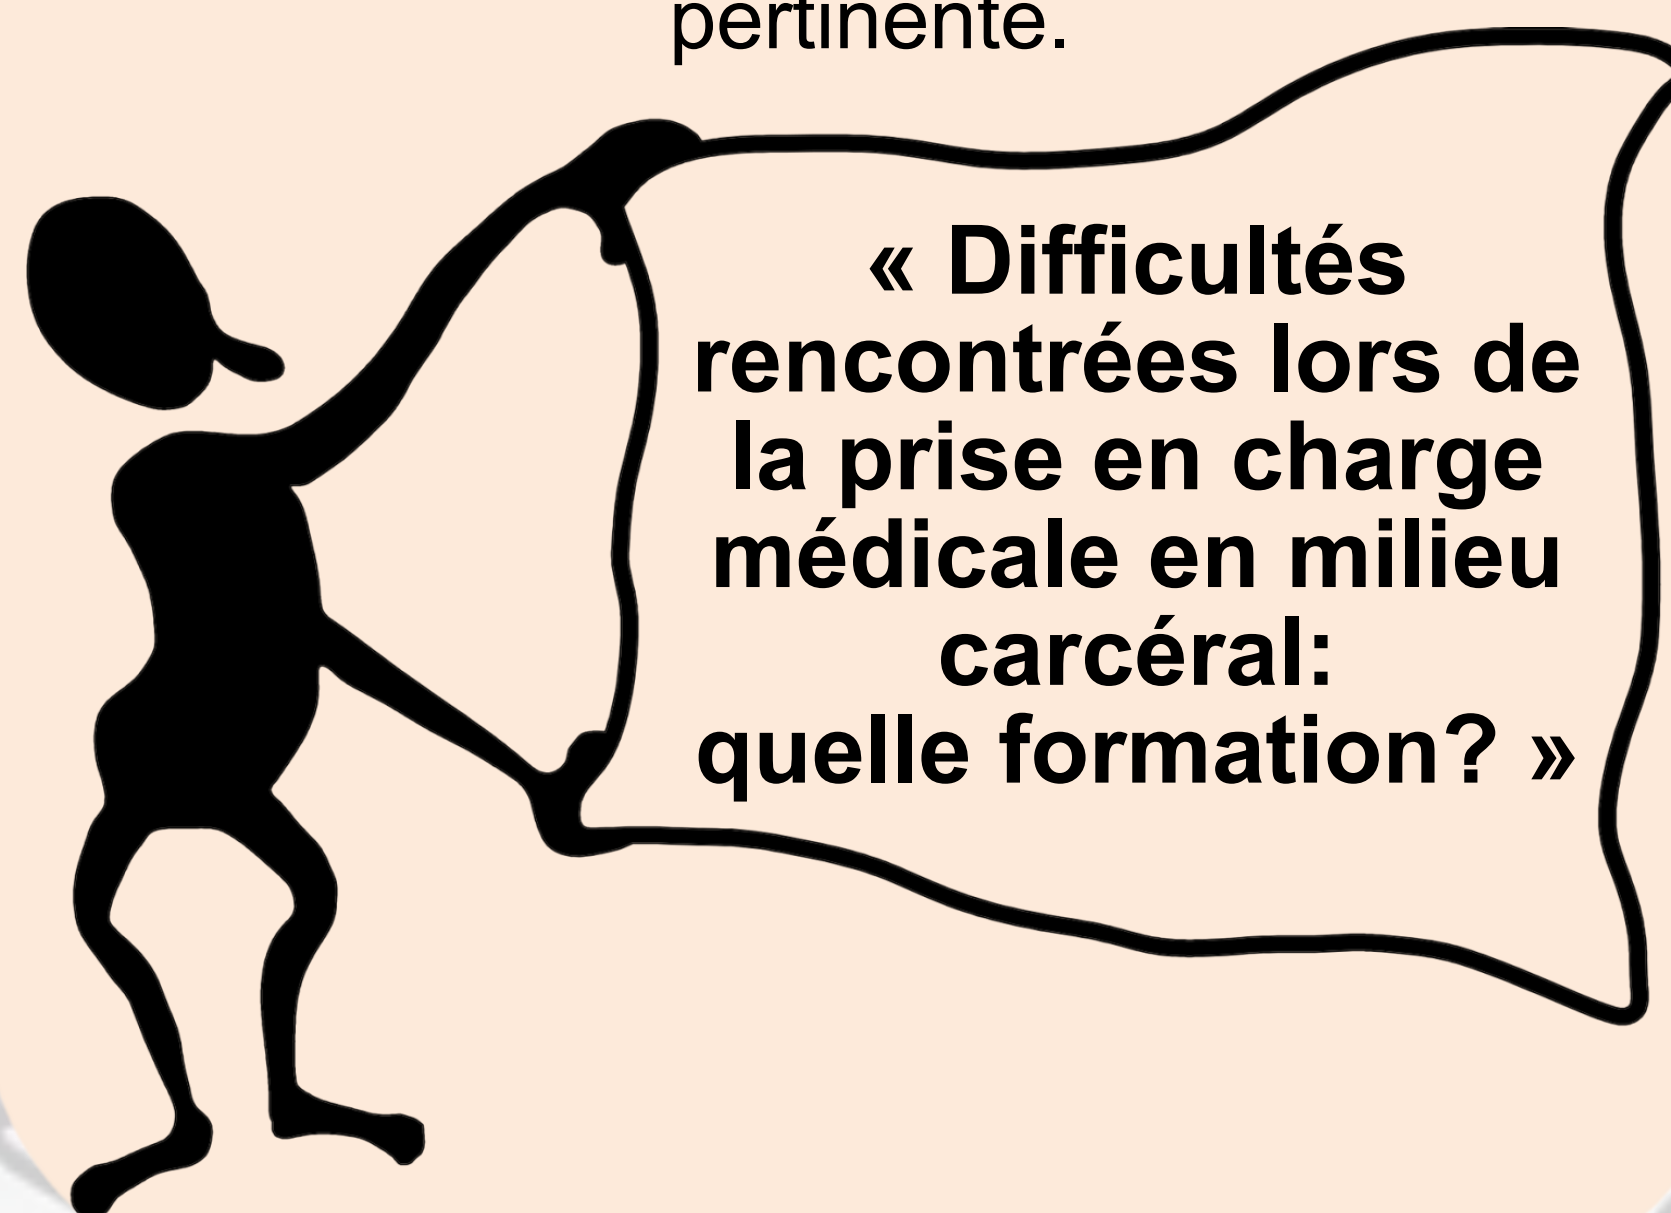 pertinente.
« Difficultés
rencontrées lors de
la prise en charge
médicale en milieu
carcéral:
quelle formation? »